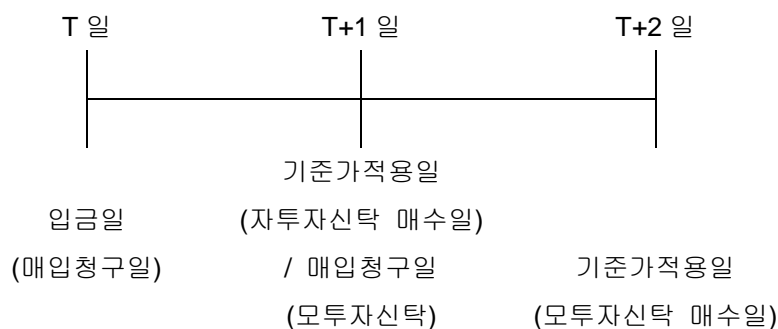 T 일 T+1 일 T+2 일
기준가적용일
입금일 (자투자신탁 매수일)
(매입청구일) / 매입청구일 기준가적용일
(모투자신탁) (모투자신탁 매수일)